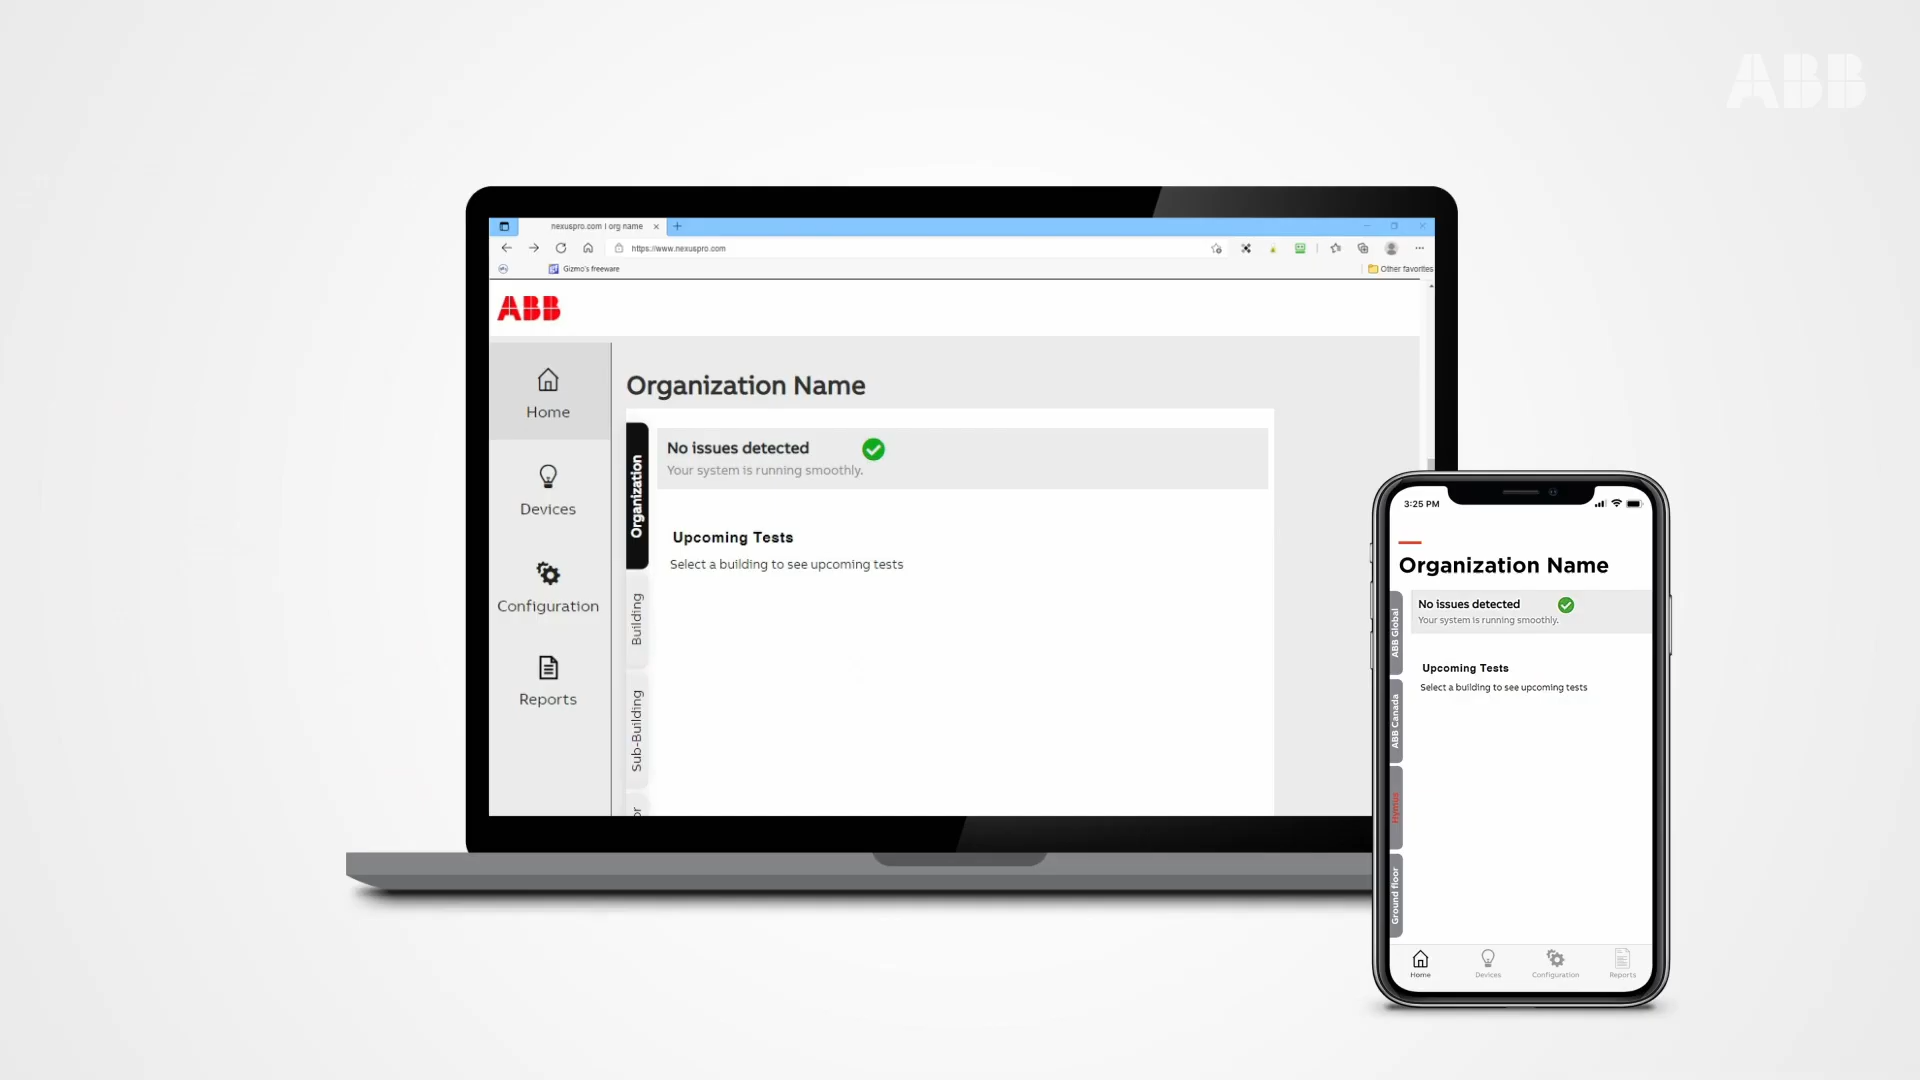 ABB
nexuspro.com | org name
https://www.nexuspro.com
Gizmo's freeware
Other favorites
ABB
Home
Devices
Configuration
Reports
Organization Name
Organization
Building
Sub-Building
or
No issues detected
Your system is running smoothly.
Upcoming Tests
Select a building to see upcoming tests
3:25 PM
Organization Name
ABB Global
ABB Canada
Hymus
Ground floor
No issues detected
Your system is running smoothly.
Upcoming Tests
Select a building to see upcoming tests
Home
Devices
Configuration
Reports